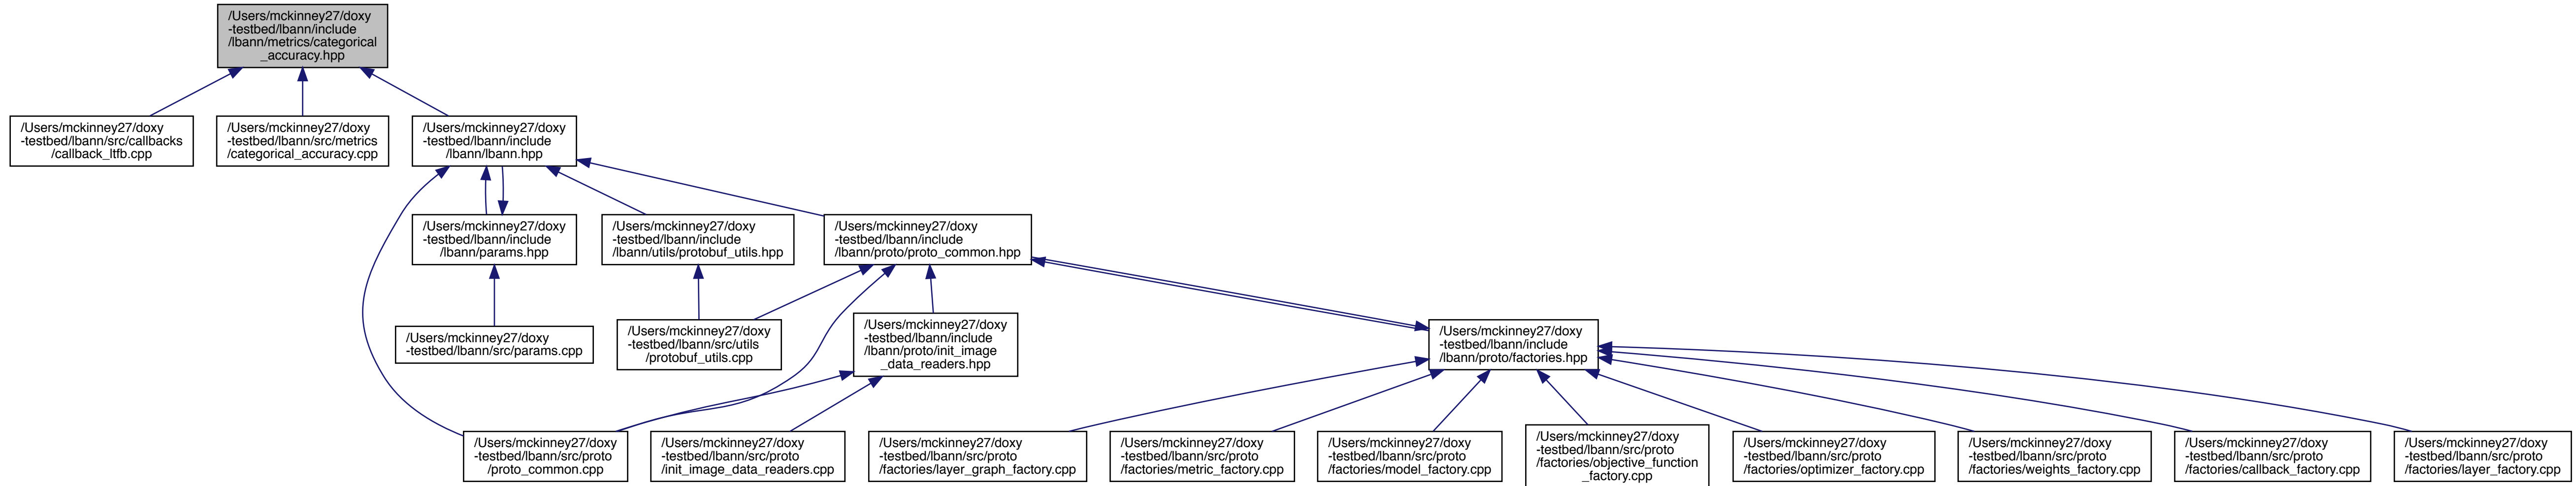 /Users/mckinney27/doxy
-testbed/lbann/include
/lbann/metrics/categorical
_accuracy.hpp
/Users/mckinney27/doxy
-testbed/lbann/src/callbacks
/callback_ltfb.cpp
/Users/mckinney27/doxy
-testbed/lbann/src/metrics
/categorical_accuracy.cpp
/Users/mckinney27/doxy
-testbed/lbann/include
/lbann/lbann.hpp
/Users/mckinney27/doxy
-testbed/lbann/include
/lbann/params.hpp
/Users/mckinney27/doxy
-testbed/lbann/include
/lbann/utils/protobuf_utils.hpp
/Users/mckinney27/doxy
-testbed/lbann/include
/lbann/proto/proto_common.hpp
/Users/mckinney27/doxy
-testbed/lbann/src/params.cpp
/Users/mckinney27/doxy
-testbed/lbann/src/utils
/protobuf_utils.cpp
/Users/mckinney27/doxy
-testbed/lbann/include
/lbann/proto/init_image
_data_readers.hpp
/Users/mckinney27/doxy
-testbed/lbann/include
/lbann/proto/factories.hpp
/Users/mckinney27/doxy
-testbed/lbann/src/proto
/proto_common.cpp
/Users/mckinney27/doxy
-testbed/lbann/src/proto
/init_image_data_readers.cpp
/Users/mckinney27/doxy
-testbed/lbann/src/proto
/factories/layer_graph_factory.cpp
/Users/mckinney27/doxy
-testbed/lbann/src/proto
/factories/metric_factory.cpp
/Users/mckinney27/doxy
-testbed/lbann/src/proto
/factories/model_factory.cpp
/Users/mckinney27/doxy
-testbed/lbann/src/proto
/factories/objective_function
_factory.cpp
/Users/mckinney27/doxy
-testbed/lbann/src/proto
/factories/optimizer_factory.cpp
/Users/mckinney27/doxy
-testbed/lbann/src/proto
/factories/weights_factory.cpp
/Users/mckinney27/doxy
-testbed/lbann/src/proto
/factories/callback_factory.cpp
/Users/mckinney27/doxy
-testbed/lbann/src/proto
/factories/layer_factory.cpp